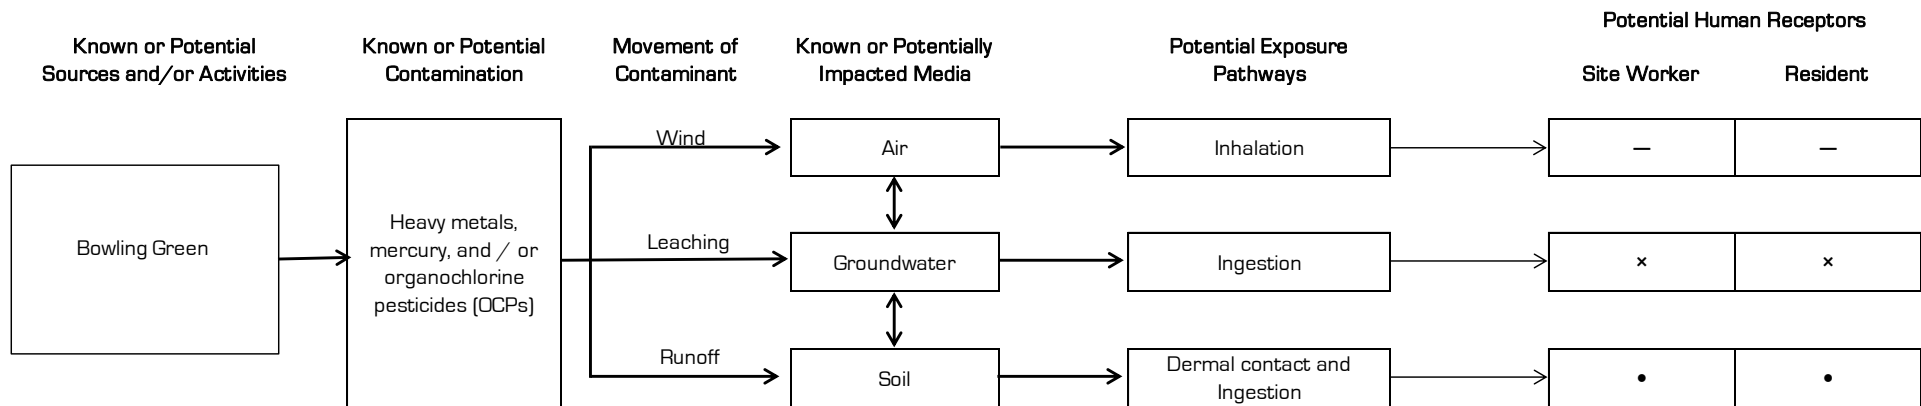 Potential Human Receptors
Known or Potential
Sources and/or Activities
Known or Potential
Contamination
Movement of
Contaminant
Known or Potentially
Impacted Media
Potential Exposure
Pathways
Site Worker
Resident
Bowling Green
Heavy metals,
mercury, and / or
organochlorine
pesticides (OCPs)
Wind
Air
Inhalation
—
—
Leaching
Groundwater
Ingestion
×
×
Runoff
Soil
Dermal contact and
Ingestion
•
•